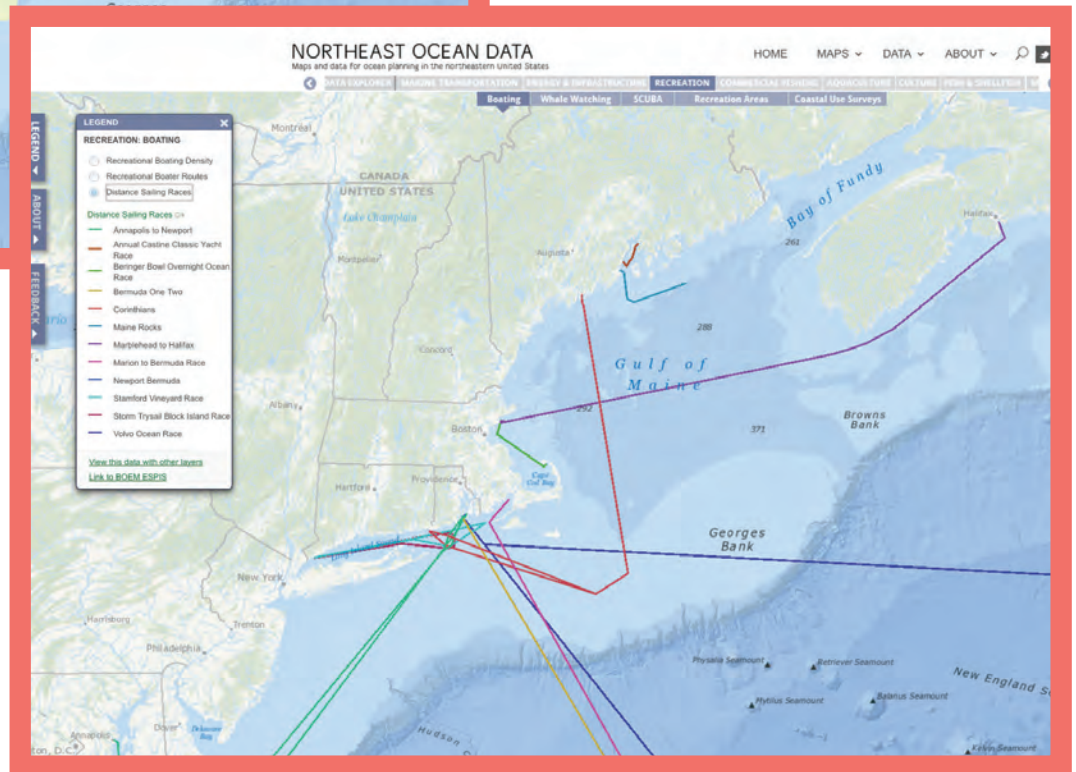 NORTHEAST OCEAN DATA
Maps and data for ocean planning in the northeastern United States
HOME MAPS DATA ABOUT
DATA EXPLORER MARINE TRANSPORTATION ENERGY & INFRASTRUCTURE RECREATION COMMERCIAL FISHING AQUACULTURE CULTURE FISH & SHELLFISH
Boating Whale Watching SCUBA Recreation Areas Coastal Use Surveys
LEGEND
ABOUT
FEEDBACK
LEGEND
RECREATION: BOATING
Recreational Boating Density
Recreational Boater Routes
Distance Sailing Races
Distance Sailing Races
Annapolis to Newport
Annual Castine Classic Yacht
Race
Beringer Bowl Overnight Ocean
Race
Bermuda One Two
Corinthians
Maine Rocks
Marblehead to Halifax
Marion to Bermuda Race
Newport Bermuda
Stamford Vineyard Race
Storm Trysail Block Island Race
Volvo Ocean Race
View this data with other layers
Link to BOEM ESPIS
Montréal
CANADA
UNITED STATES
Lake Champlain
Montpelier
Augusta
Bay of Fundy
Halifax
261
288
Gulf of
Maine
Concord
292
371
Browns
Bank
Albany
Boston
Cape
Cod Bay
Hartford
Providence
Georges
Bank
Long Island Sound
New York
Harrisburg
Trenton
Philadelphia
Physalia Seamount
Retriever Seamount
New England
Mytilus Seamount
Balanus Seamount
Dover
Delaware
Bay
Annapolis
Hudson
Kelvin Seamount